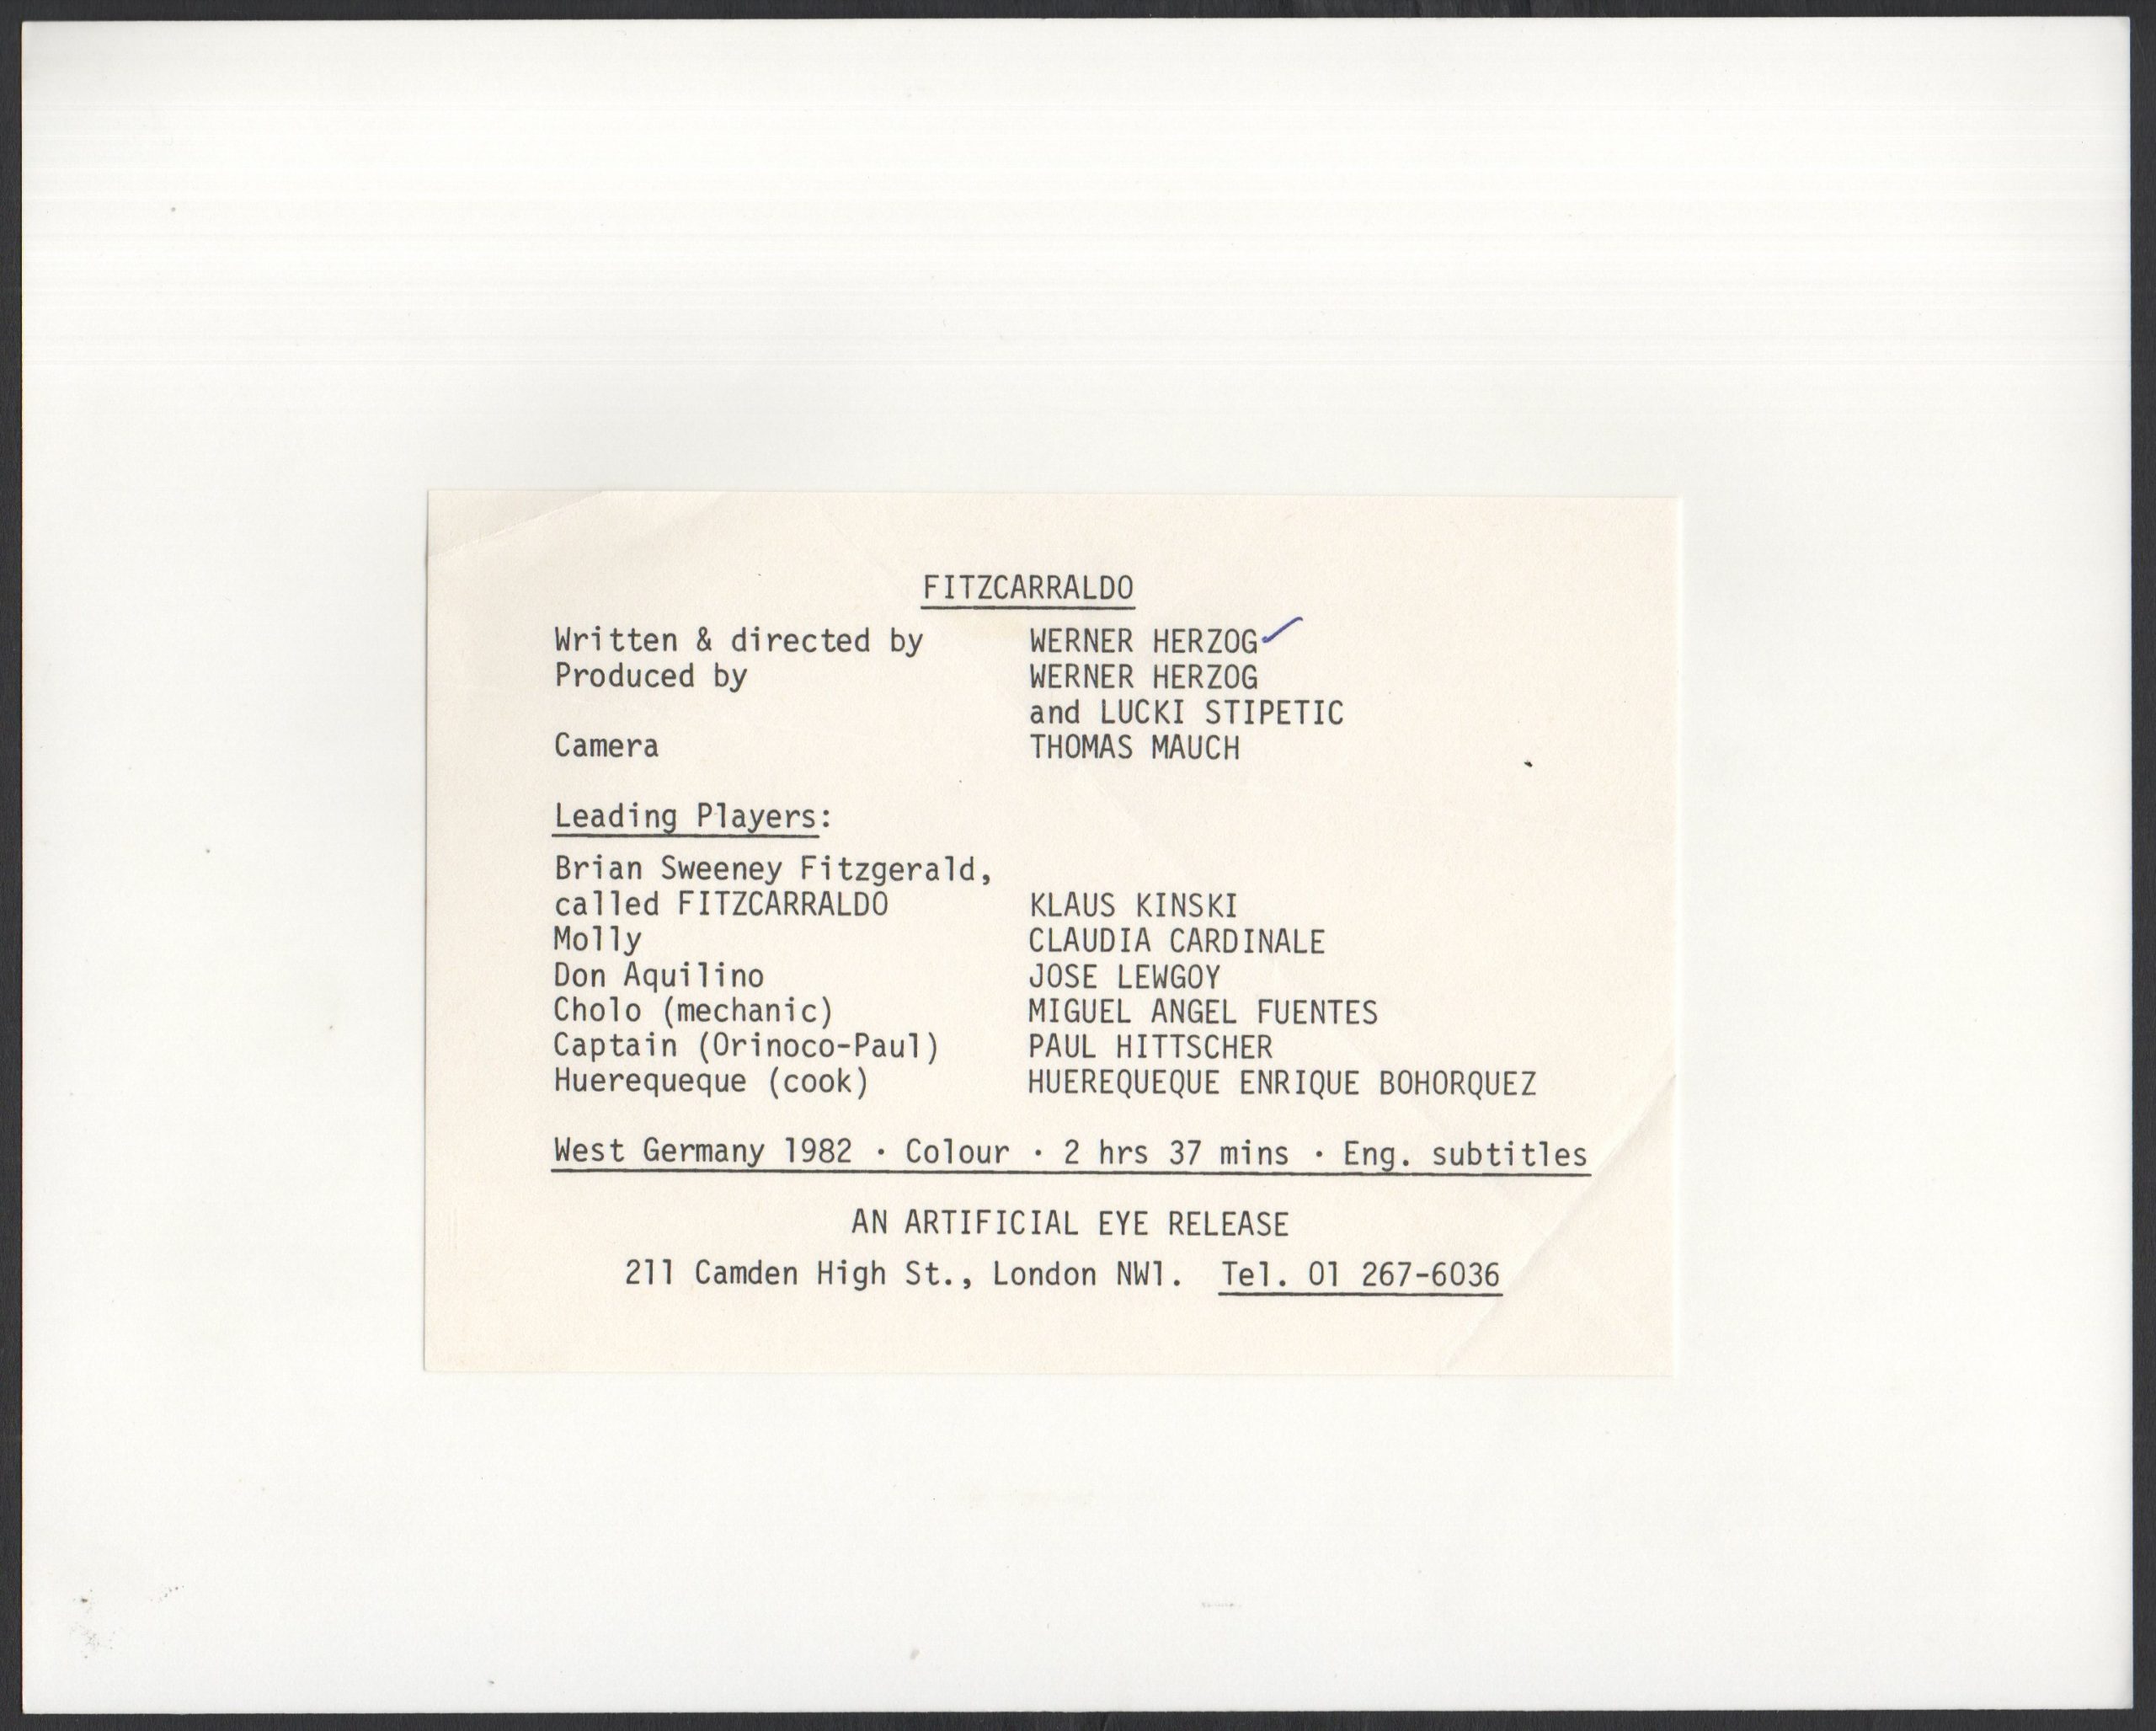 FITZCARRALDO
Written & directed by WERNER HERZOG✓
Produced by WERNER HERZOG
and LUCKI STIPETIC
Camera THOMAS MAUCH
Leading Players:
Brian Sweeney Fitzgerald,
called FITZCARRALDO KLAUS KINSKI
Molly CLAUDIA CARDINALE
Don Aquilino JOSE LEWGOY
Cholo (mechanic) MIGUEL ANGEL FUENTES
Captain (Orinoco-Paul) PAUL HITTSCHER
Huerequeque (cook) HUEREQUEQUE ENRIQUE BOHORQUEZ
West Germany 1982 · Colour · 2 hrs 37 mins · Eng. subtitles
AN ARTIFICIAL EYE RELEASE
211 Camden High St., London NW1. Tel. 01 267-6036